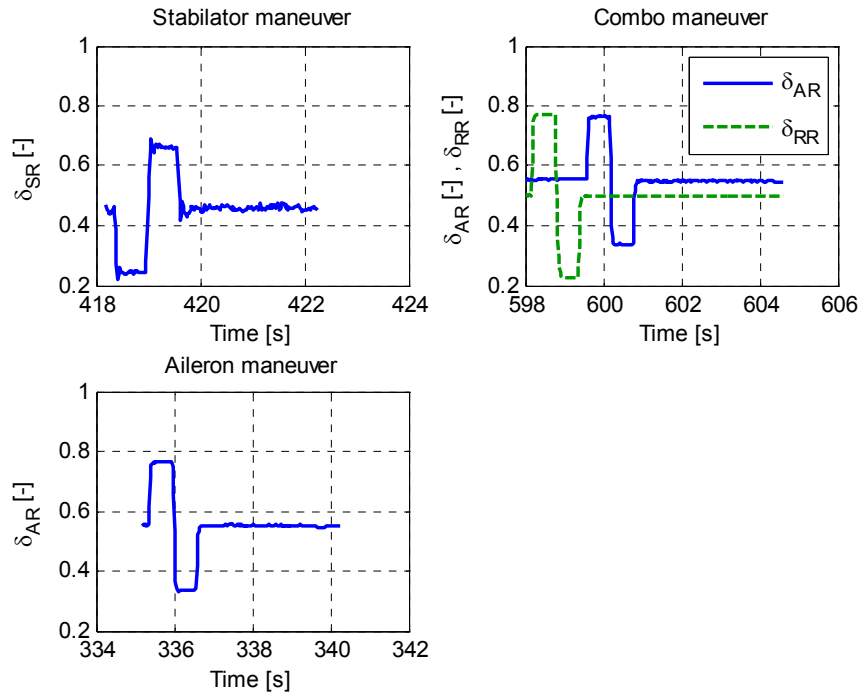 Stabilator maneuver
1
0.8
0.6
0.4
0.2
418
420
422
424
δSR [-]
Time [s]
Combo maneuver
1
0.8
0.6
0.4
0.2
598
600
602
604
606
δAR [-] , δRR [-]
Time [s]
δAR
δRR
Aileron maneuver
1
0.8
0.6
0.4
0.2
334
336
338
340
342
δAR [-]
Time [s]